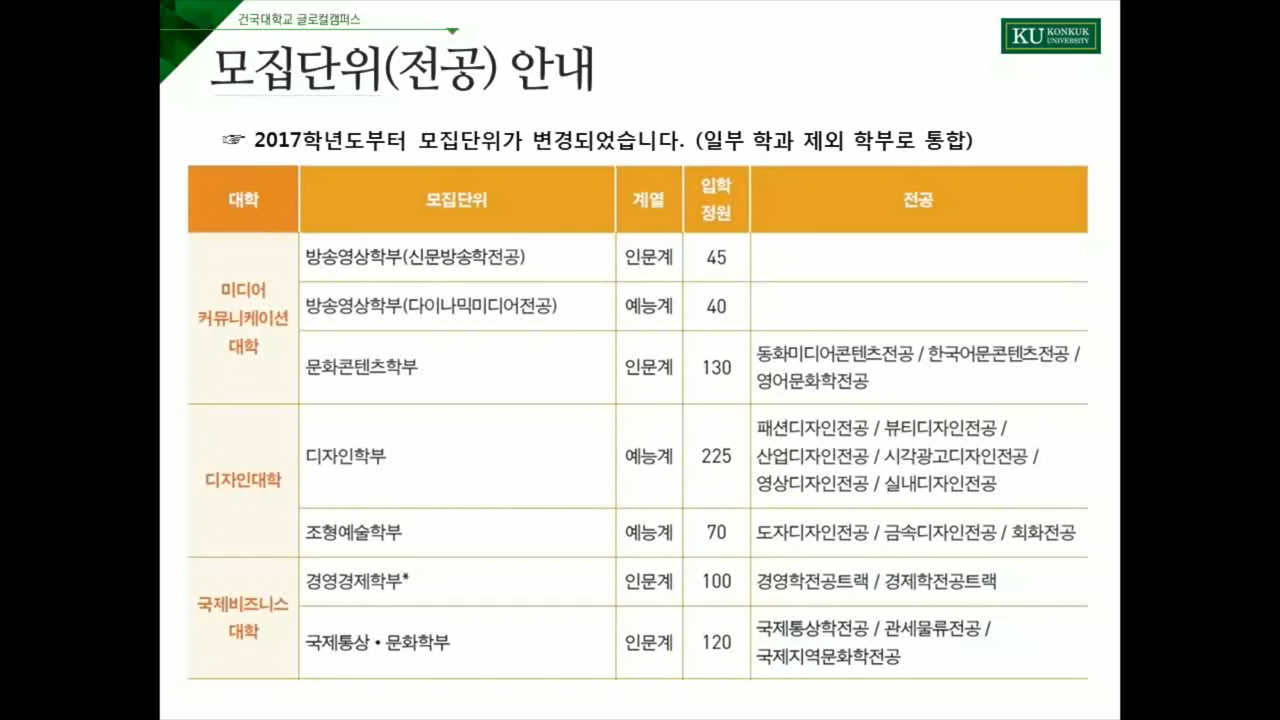 건국대학교 글로컬캠퍼스
KU KONKUK UNIVERSITY
모집단위(전공) 안내
☞ 2017학년도부터 모집단위가 변경되었습니다. (일부 학과 제외 학부로 통합)
대학 모집단위 계열 입학 정원 전공
미디어 커뮤니케이션 대학
방송영상학부(신문방송학전공) 인문계 45
방송영상학부(다이나믹미디어전공) 예능계 40
문화콘텐츠학부 인문계 130 동화미디어콘텐츠전공 / 한국어문콘텐츠전공 /
영어문화학전공
디자인대학
디자인학부 예능계 225 패션디자인전공 / 뷰티디자인전공 /
산업디자인전공 / 시각광고디자인전공 /
영상디자인전공 / 실내디자인전공
조형예술학부 예능계 70 도자디자인전공 / 금속디자인전공 / 회화전공
국제비즈니스 대학
경영경제학부* 인문계 100 경영학전공트랙 / 경제학전공트랙
국제통상・문화학부 인문계 120 국제통상학전공 / 관세물류전공 /
국제지역문화학전공